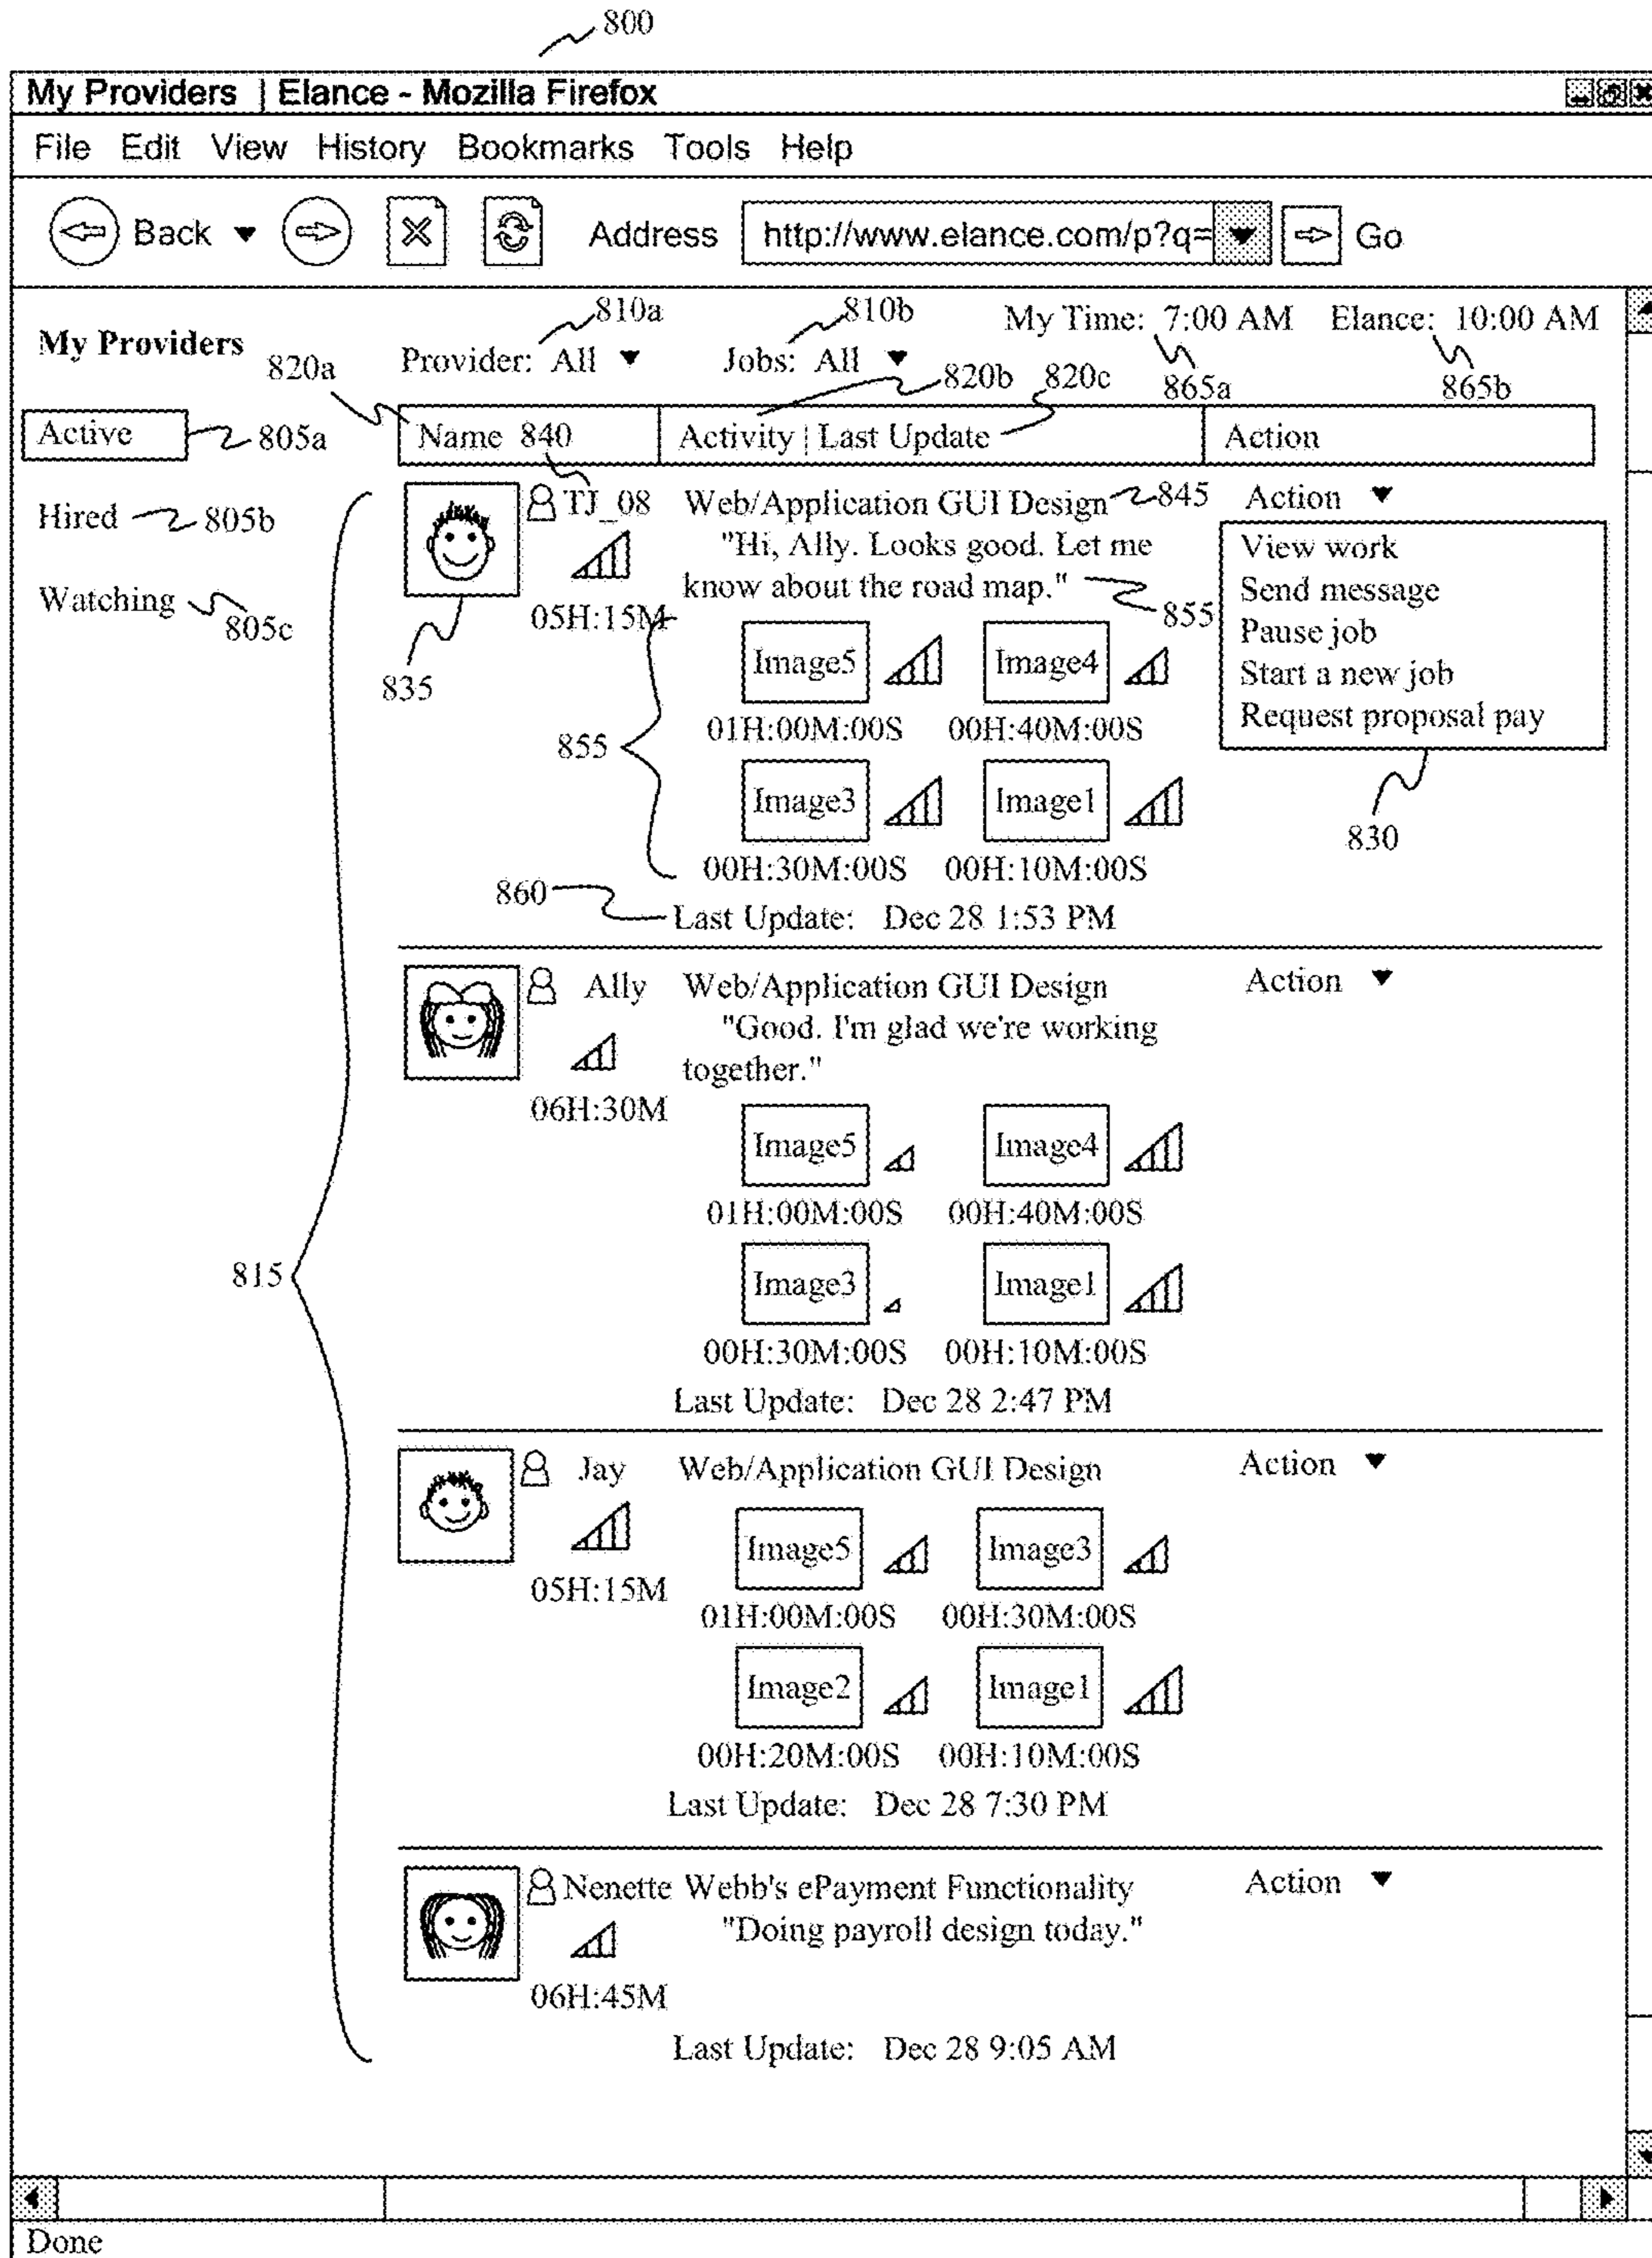 800
My Providers | Elance - Mozilla Firefox
File Edit View History Bookmarks Tools Help
Back Address http://www.elance.com/p?q= Go
810a 810b My Time: 7:00 AM Elance: 10:00 AM
My Providers Provider: All Jobs: All
820a 820b 820c 865a 865b
Active 805a Name 840 Activity | Last Update Action
Hired 805b TJ_08 Web/Application GUI Design 845 Action
"Hi, Ally. Looks good. Let me View work
Watching know about the road map." Send message
805c 05H:15M 855 Pause job
835 Image5 Image4 Start a new job
01H:00M:00S 00H:40M:00S Request proposal pay
855
Image3 Image1 830
00H:30M:00S 00H:10M:00S
860 Last Update: Dec 28 1:53 PM
Ally Web/Application GUI Design Action
"Good. I'm glad we're working
together."
06H:30M
Image5 Image4
01H:00M:00S 00H:40M:00S
815 Image3 Image1
00H:30M:00S 00H:10M:00S
Last Update: Dec 28 2:47 PM
Jay Web/Application GUI Design Action
Image5 Image3
05H:15M
01H:00M:00S 00H:30M:00S
Image2 Image1
00H:20M:00S 00H:10M:00S
Last Update: Dec 28 7:30 PM
Nenette Webb's ePayment Functionality Action
"Doing payroll design today."
06H:45M
Last Update: Dec 28 9:05 AM
Done